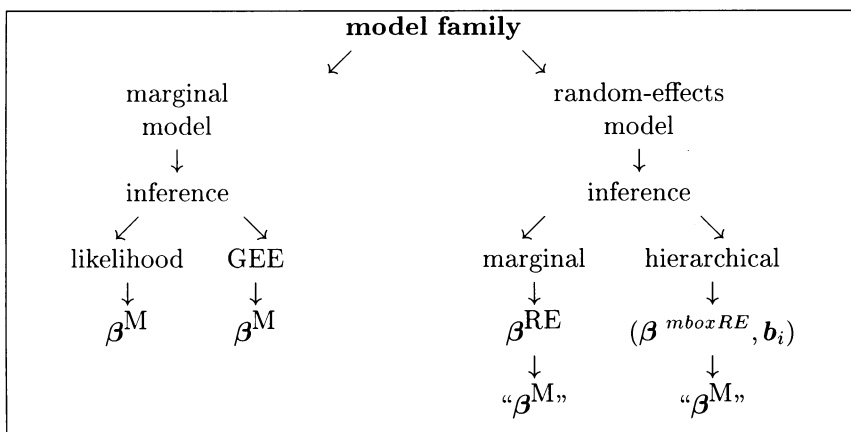 model family
↙ ↘
marginal random-effects
model model
↓ ↓
inference inference
↙ ↘ ↙ ↘
likelihood GEE marginal hierarchical
↓ ↓ ↓ ↓
β^M β^M β^RE (β ^mboxRE, b_i)
↓ ↓
“β^M” “β^M”